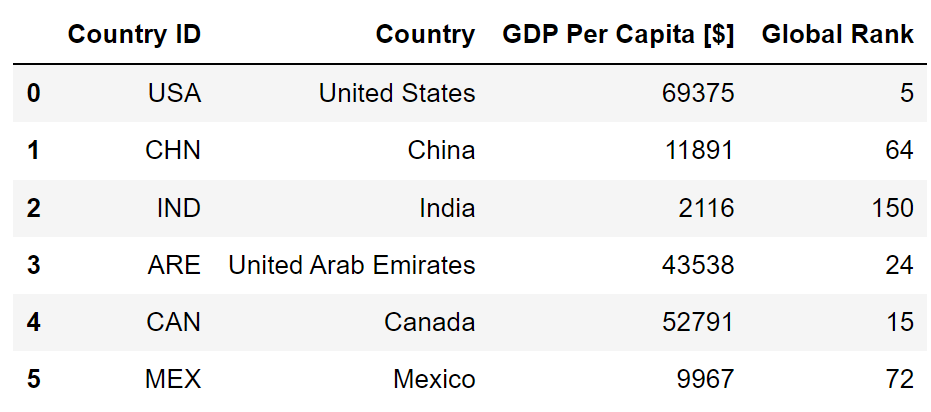 Country ID Country GDP Per Capita [$] Global Rank
0 USA United States 69375 5
1 CHN China 11891 64
2 IND India 2116 150
3 ARE United Arab Emirates 43538 24
4 CAN Canada 52791 15
5 MEX Mexico 9967 72